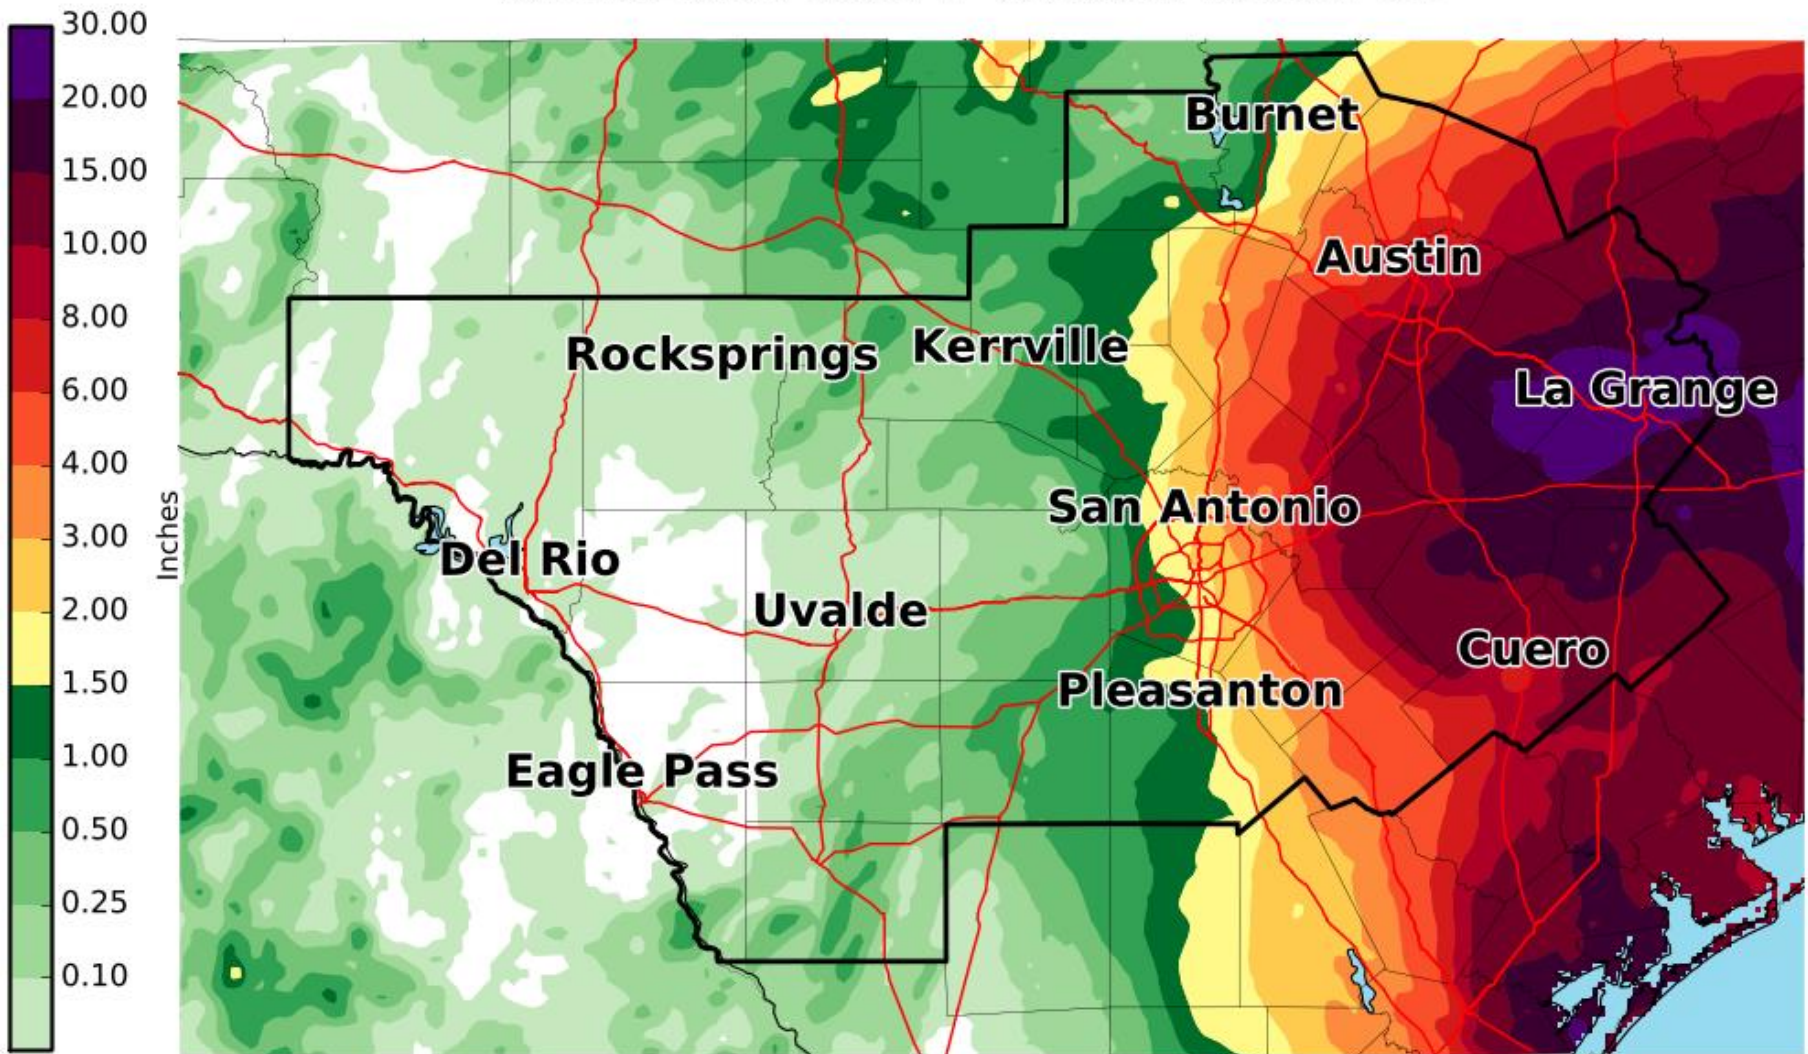 30.00
20.00
15.00
10.00
8.00
6.00
4.00
3.00
2.00
1.50
1.00
0.50
0.25
0.10
Inches
Burnet
Austin
Rocksprings
Kerrville
La Grange
San Antonio
Del Rio
Uvalde
Cuero
Pleasanton
Eagle Pass